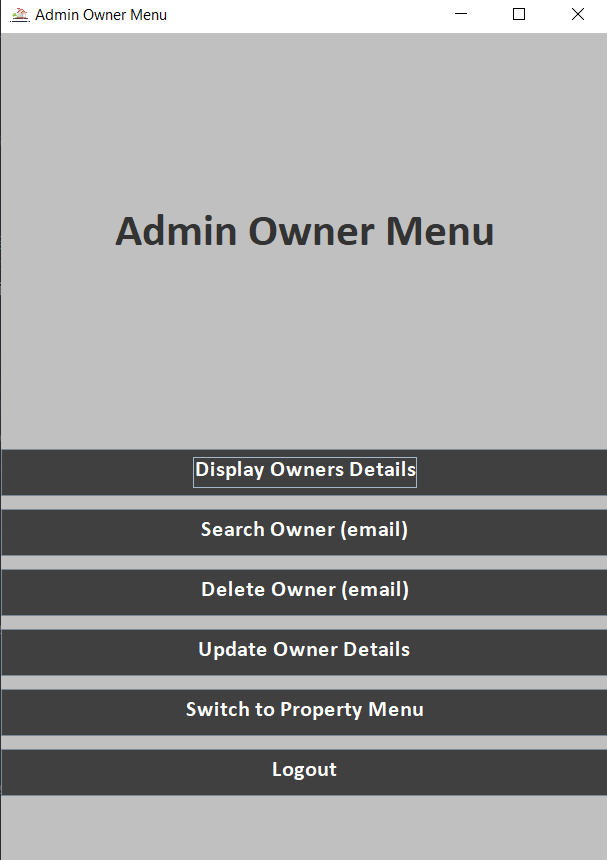 Admin Owner Menu
Admin Owner Menu
Display Owners Details
Search Owner (email)
Delete Owner (email)
Update Owner Details
Switch to Property Menu
Logout